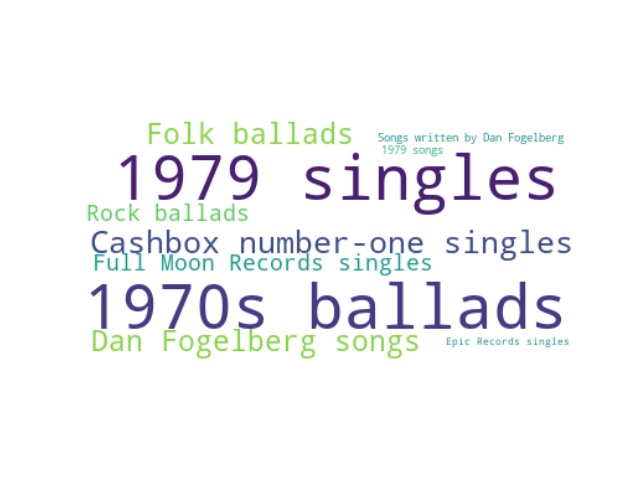 Folk ballads
Songs written by Dan Fogelberg
1979 songs
1979 singles
Rock ballads
Cashbox number-one singles
Full Moon Records singles
1970s ballads
Dan Fogelberg songs
Epic Records singles